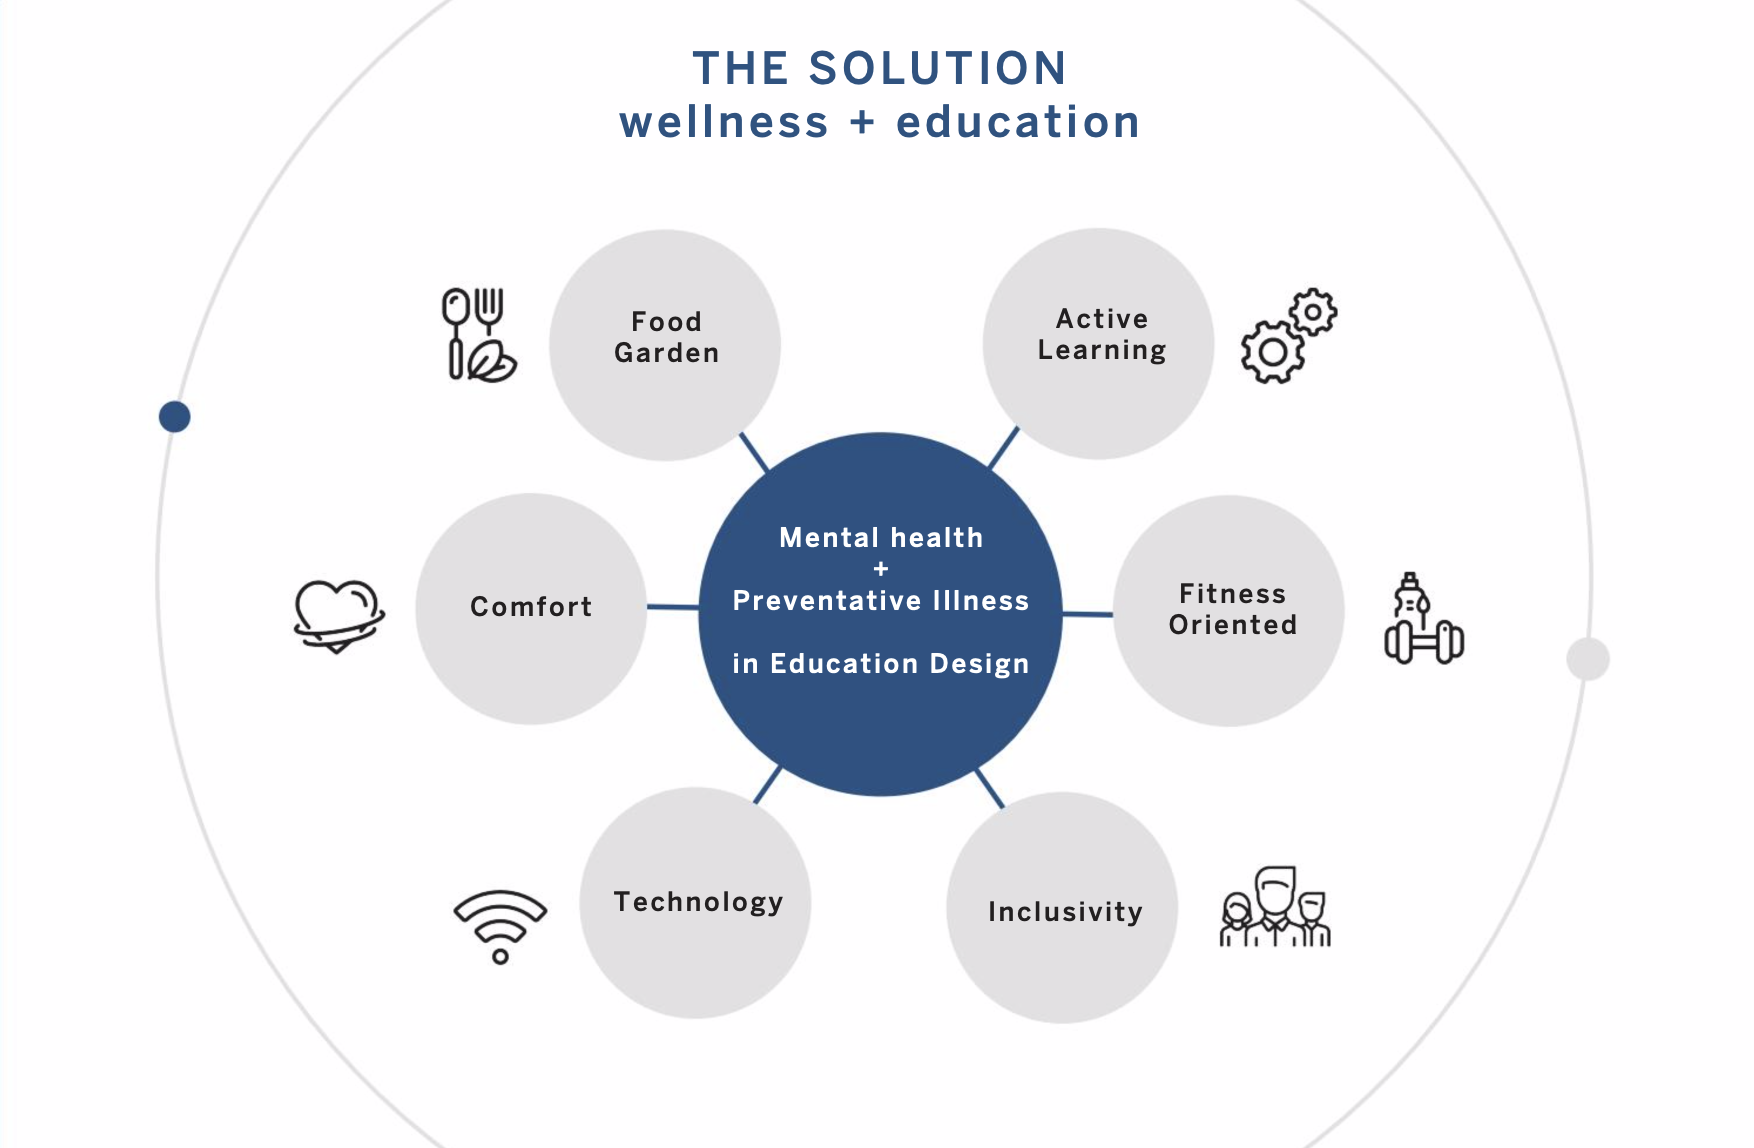 THE SOLUTION
wellness + education
Food
Garden
Active
Learning
Mental health
+
Preventative Illness
in Education Design
Comfort
Fitness
Oriented
Technology
Inclusivity